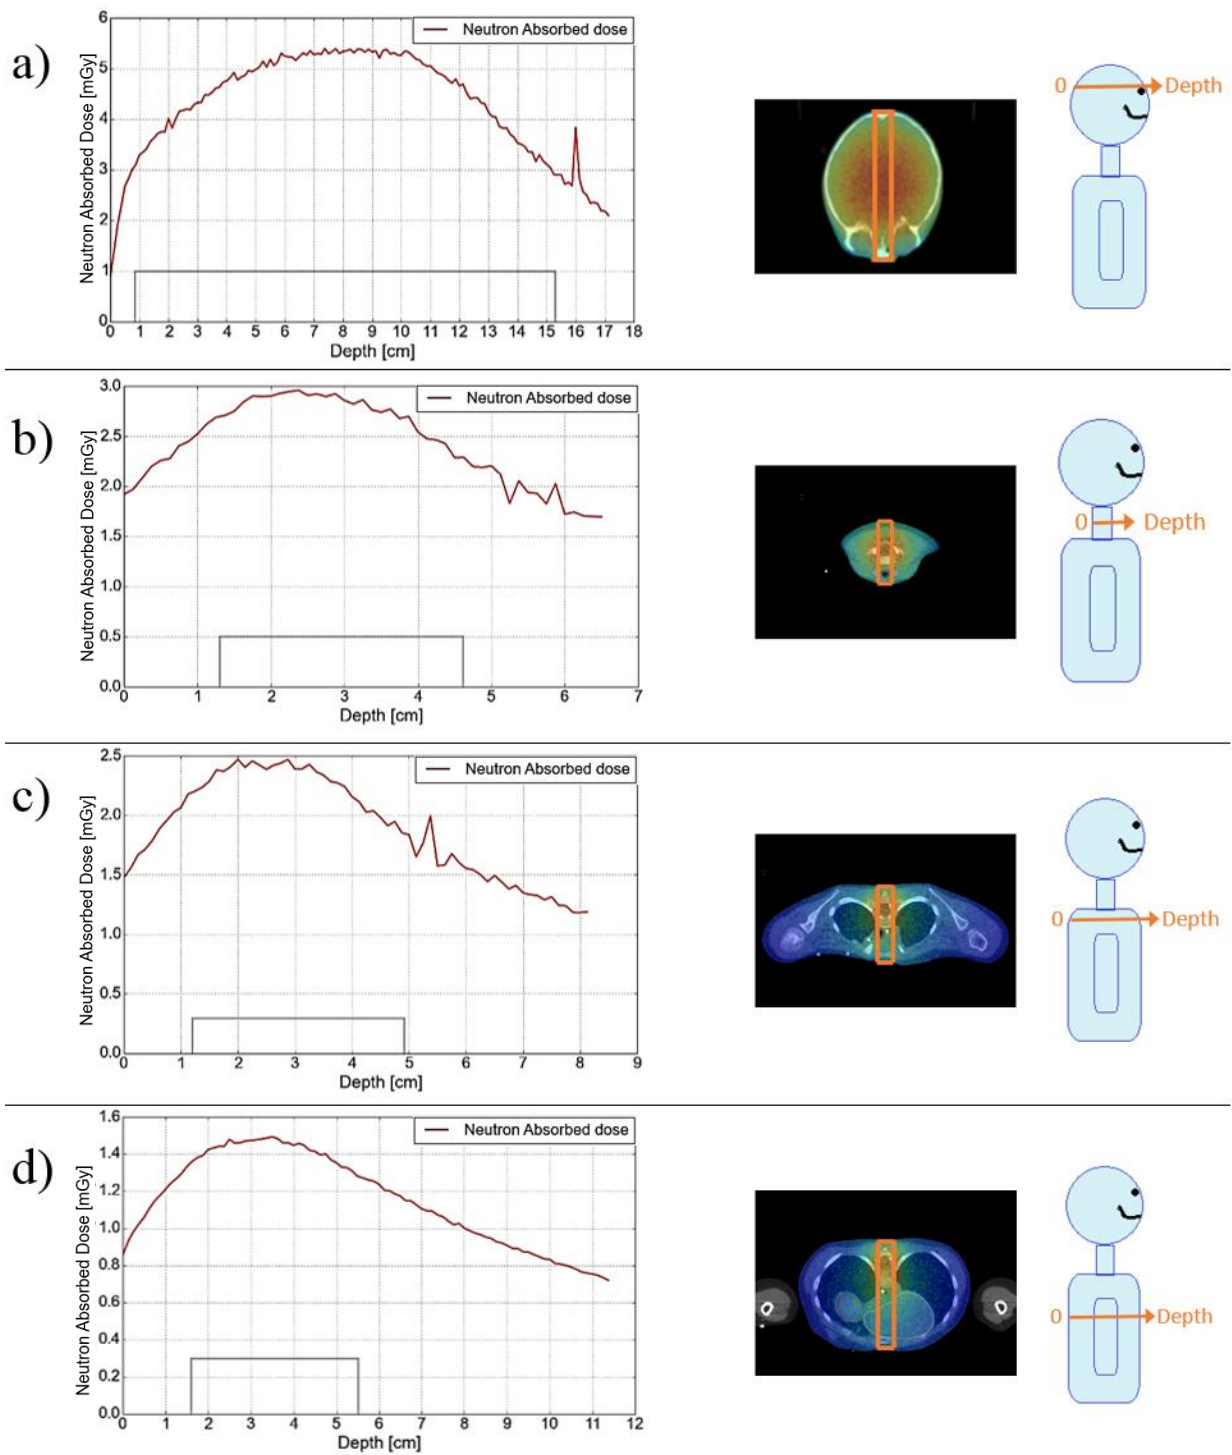 a)
Neutron Absorbed Dose [mGy]
6
5
4
3
2
1
0
Neutron Absorbed dose
0 1 2 3 4 5 6 7 8 9 10 11 12 13 14 15 16 17 18
Depth [cm]
0 Depth
b)
Neutron Absorbed Dose [mGy]
3.0
2.5
2.0
1.5
1.0
0.5
0.0
Neutron Absorbed dose
0 1 2 3 4 5 6 7
Depth [cm]
0 Depth
c)
Neutron Absorbed Dose [mGy]
2.5
2.0
1.5
1.0
0.5
0.0
Neutron Absorbed dose
0 1 2 3 4 5 6 7 8 9
Depth [cm]
0 Depth
d)
Neutron Absorbed Dose [mGy]
1.6
1.4
1.2
1.0
0.8
0.6
0.4
0.2
0.0
Neutron Absorbed dose
0 1 2 3 4 5 6 7 8 9 10 11 12
Depth [cm]
0 Depth